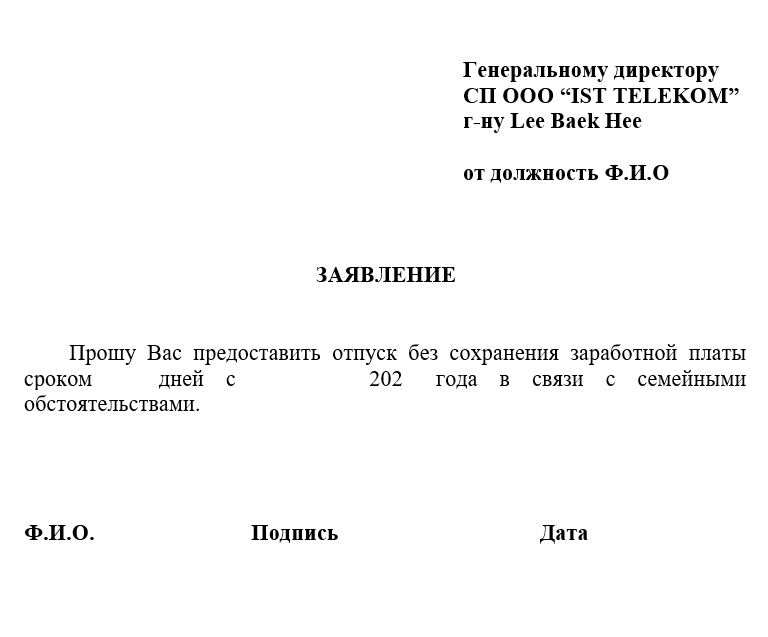 Генеральному директору
СП ООО “IST TELEKOM”
г-ну Lee Baek Hee
от должность Ф.И.О
ЗАЯВЛЕНИЕ
Прошу Вас предоставить отпуск без сохранения заработной платы
сроком дней с 202 года в связи с семейными
обстоятельствами.
Ф.И.О. Подпись Дата